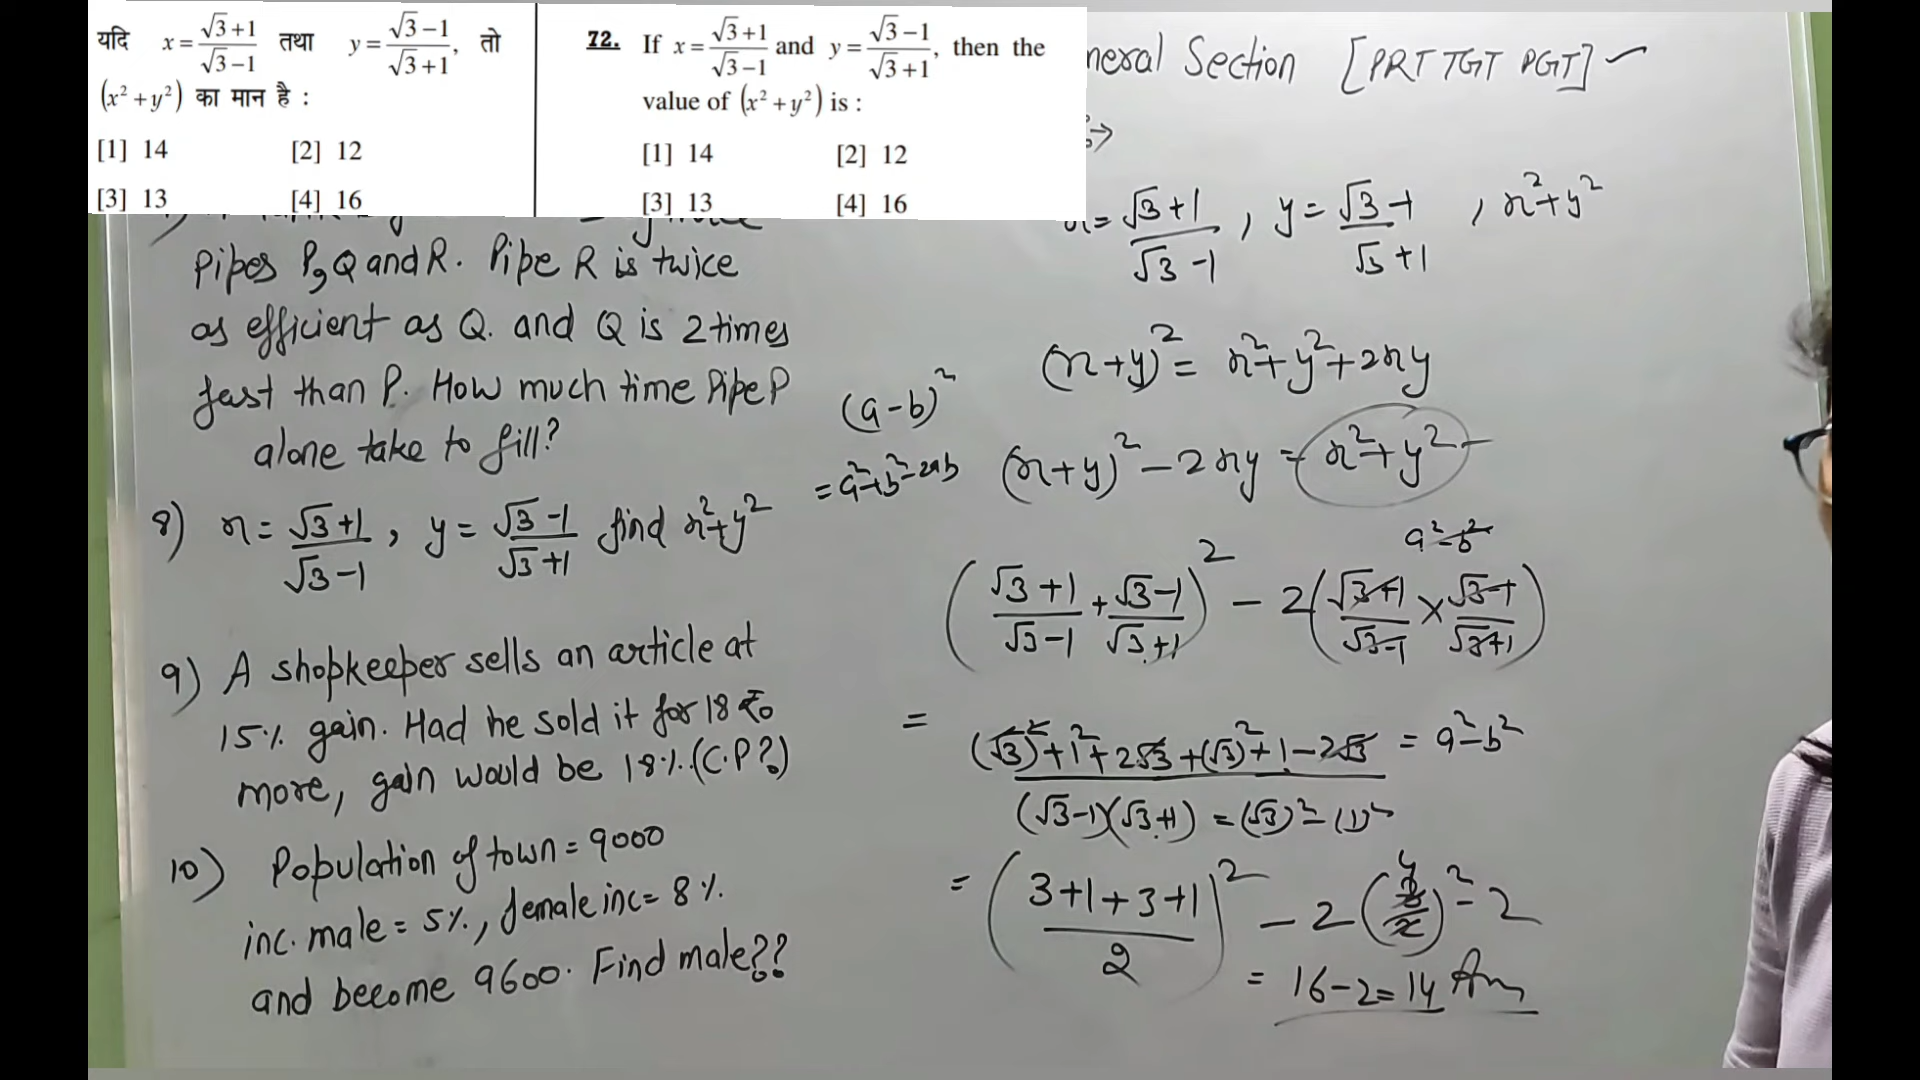 यदि x = √3+1/√3−1 तथा y = √3−1/√3+1, तो
(x² + y²) का मान है :
[1] 14 [2] 12
[3] 13 [4] 16
72. If x = √3+1/√3−1 and y = √3−1/√3+1, then the
value of (x² + y²) is :
[1] 14 [2] 12
[3] 13 [4] 16
Pipes P, Q and R. Pipe R is twice
as efficient as Q. and Q is 2 times
fast than P. How much time Pipe P
alone take to fill?
8) x = √3+1/√3−1, y = √3−1/√3+1 find x²+y²
9) A shopkeeper sells an article at
15% gain. Had he sold it for 18 ₹
more, gain would be 18%. (C.P?)
10) Population of town = 9000
inc. male = 5%, female inc = 8%.
and become 9600. Find male??
(a−b)²
= a²+b²−2ab
neral Section [PRT TGT PGT]
x = √3+1/√3−1, y = √3−1/√3+1, x²+y²
(x+y)² = x²+y²+2xy
(x+y)² − 2xy = x²+y²
a²−b²
(√3+1/√3−1 + √3−1/√3+1)² − 2(√3+1/√3−1 × √3−1/√3+1)
= (√3)²+1²+2√3+(√3)²+1−2√3 = a²−b²
(√3−1)(√3+1) = (√3)²−(1)²
= (3+1+3+1/2)² − 2 (8/2)² − 2
= 16−2 = 14 Ans